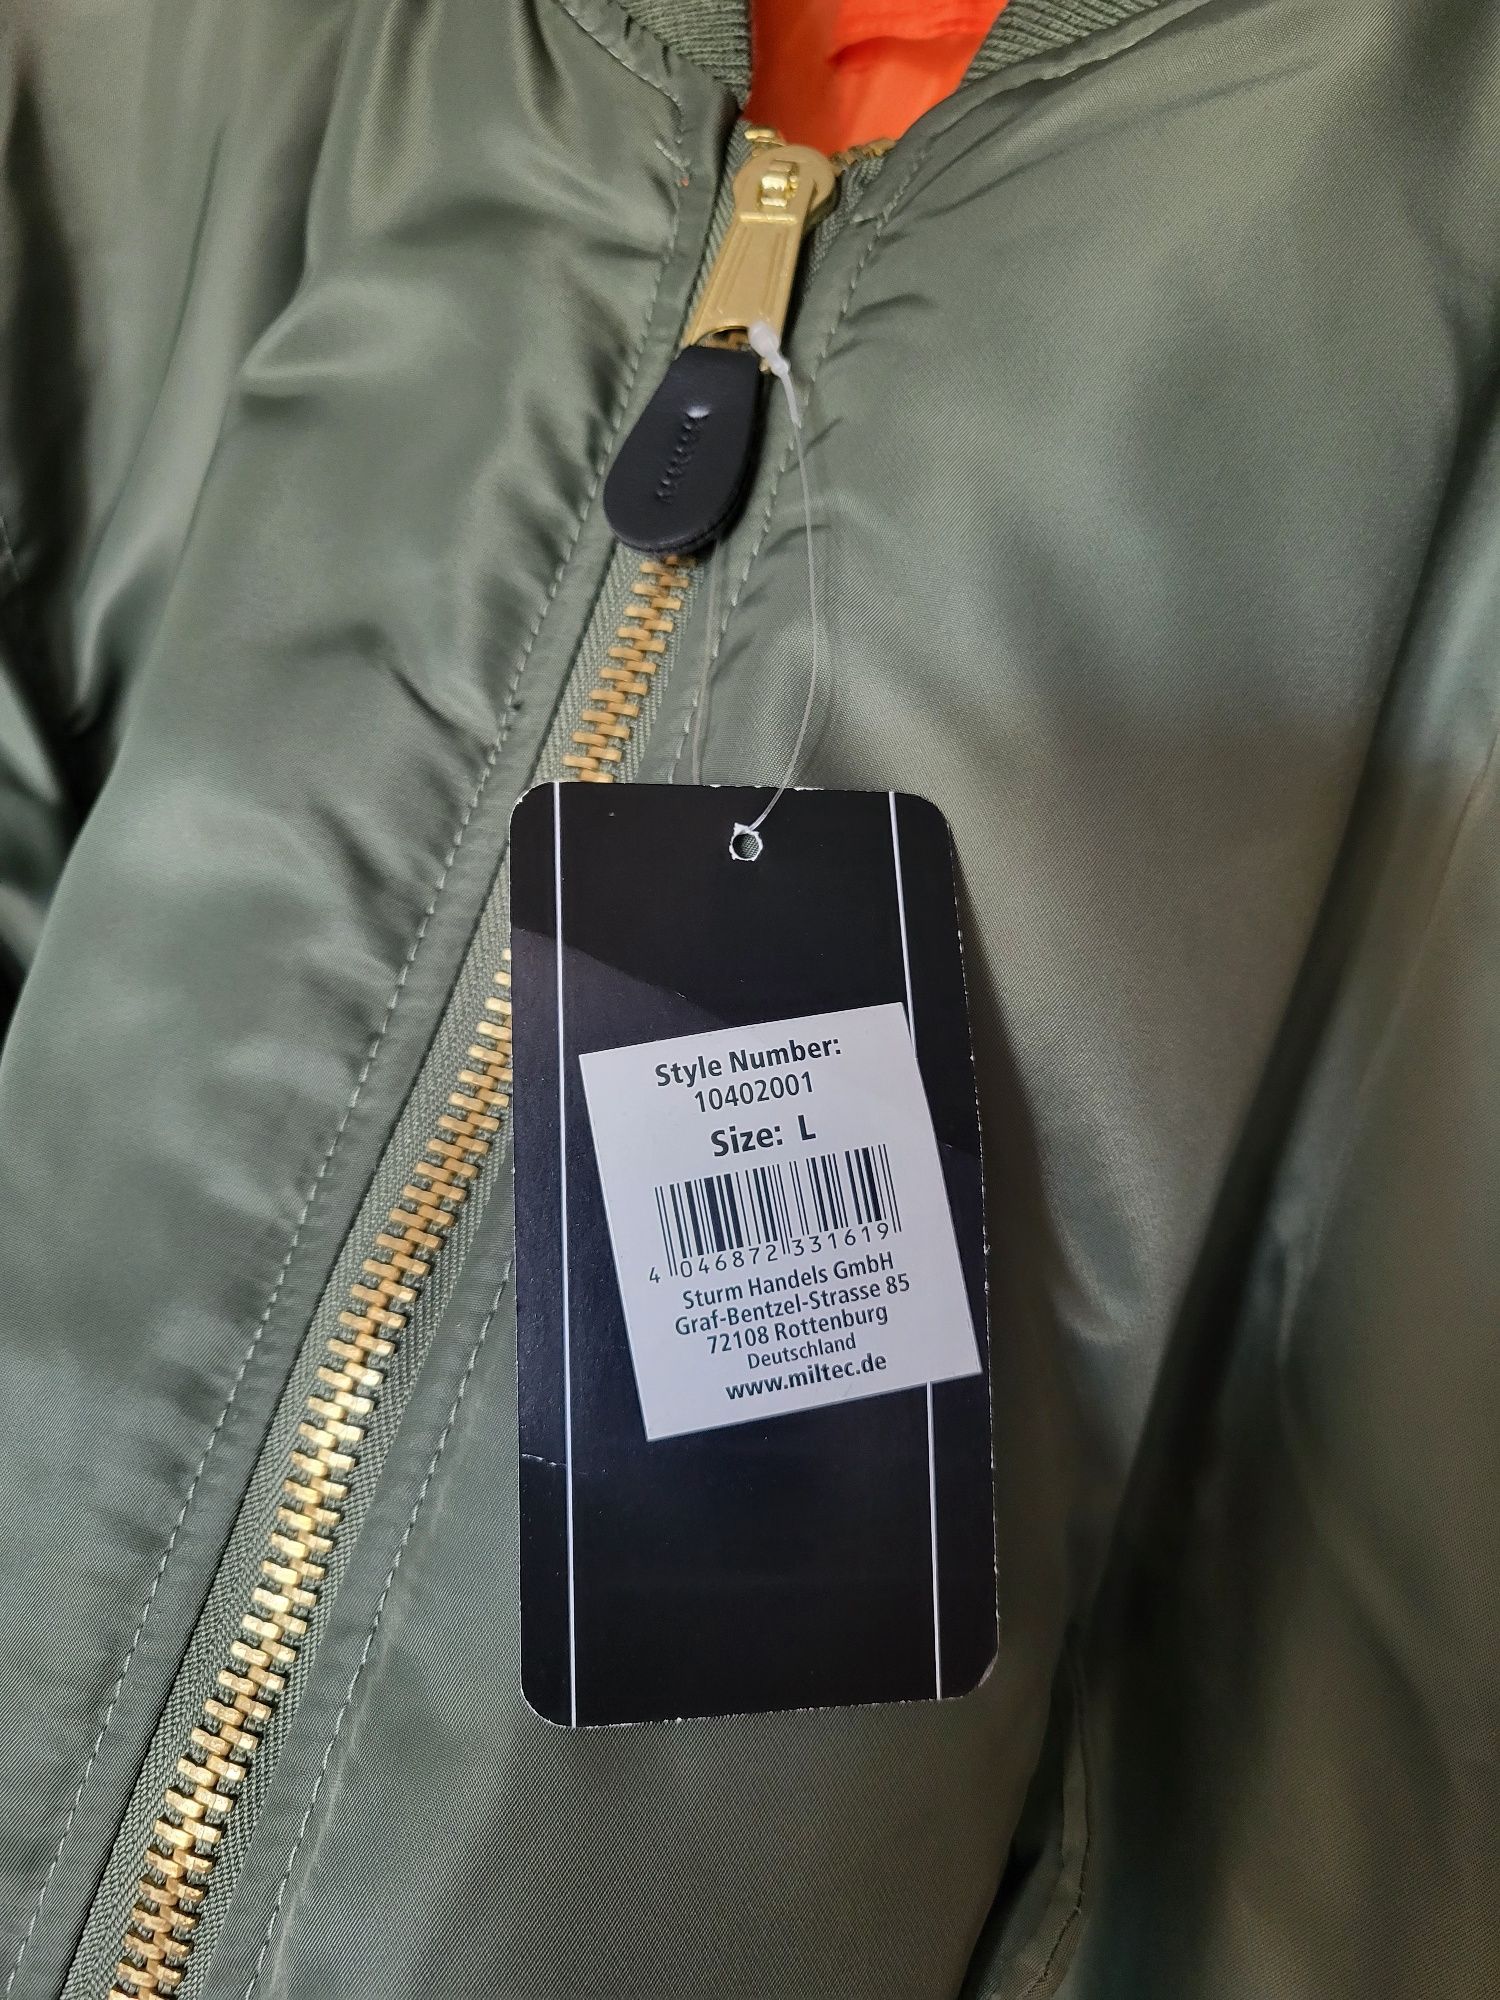 Style Number:
10402001
Size: L
4 046872 331619
Sturm Handels GmbH
Graf-Bentzel-Strasse 85
72108 Rottenburg
Deutschland
www.miltec.de